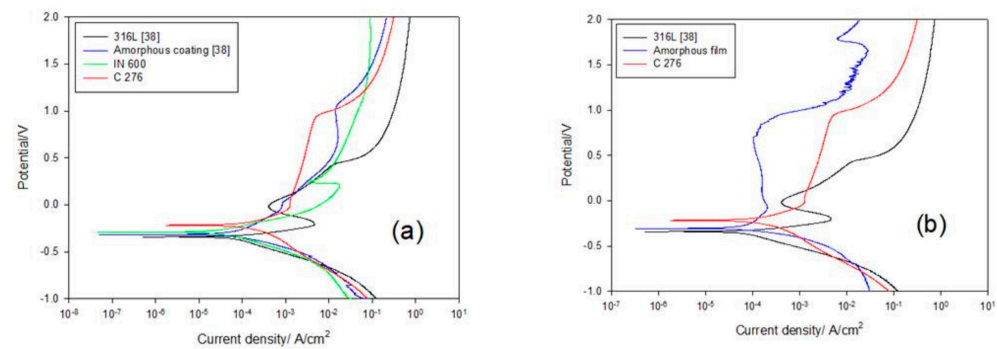 2.0
1.5
1.0
0.5
0.0
-0.5
-1.0
Potential/V
316L [38]
Amorphous coating [38]
IN 600
C 276
(a)
10-8 10-7 10-6 10-5 10-4 10-3 10-2 10-1 100 101
Current density/ A/cm2
2.0
1.5
1.0
0.5
0.0
-0.5
-1.0
Potential/V
316L [38]
Amorphous film
C 276
(b)
10-7 10-6 10-5 10-4 10-3 10-2 10-1 100 101
Current density/ A/cm2